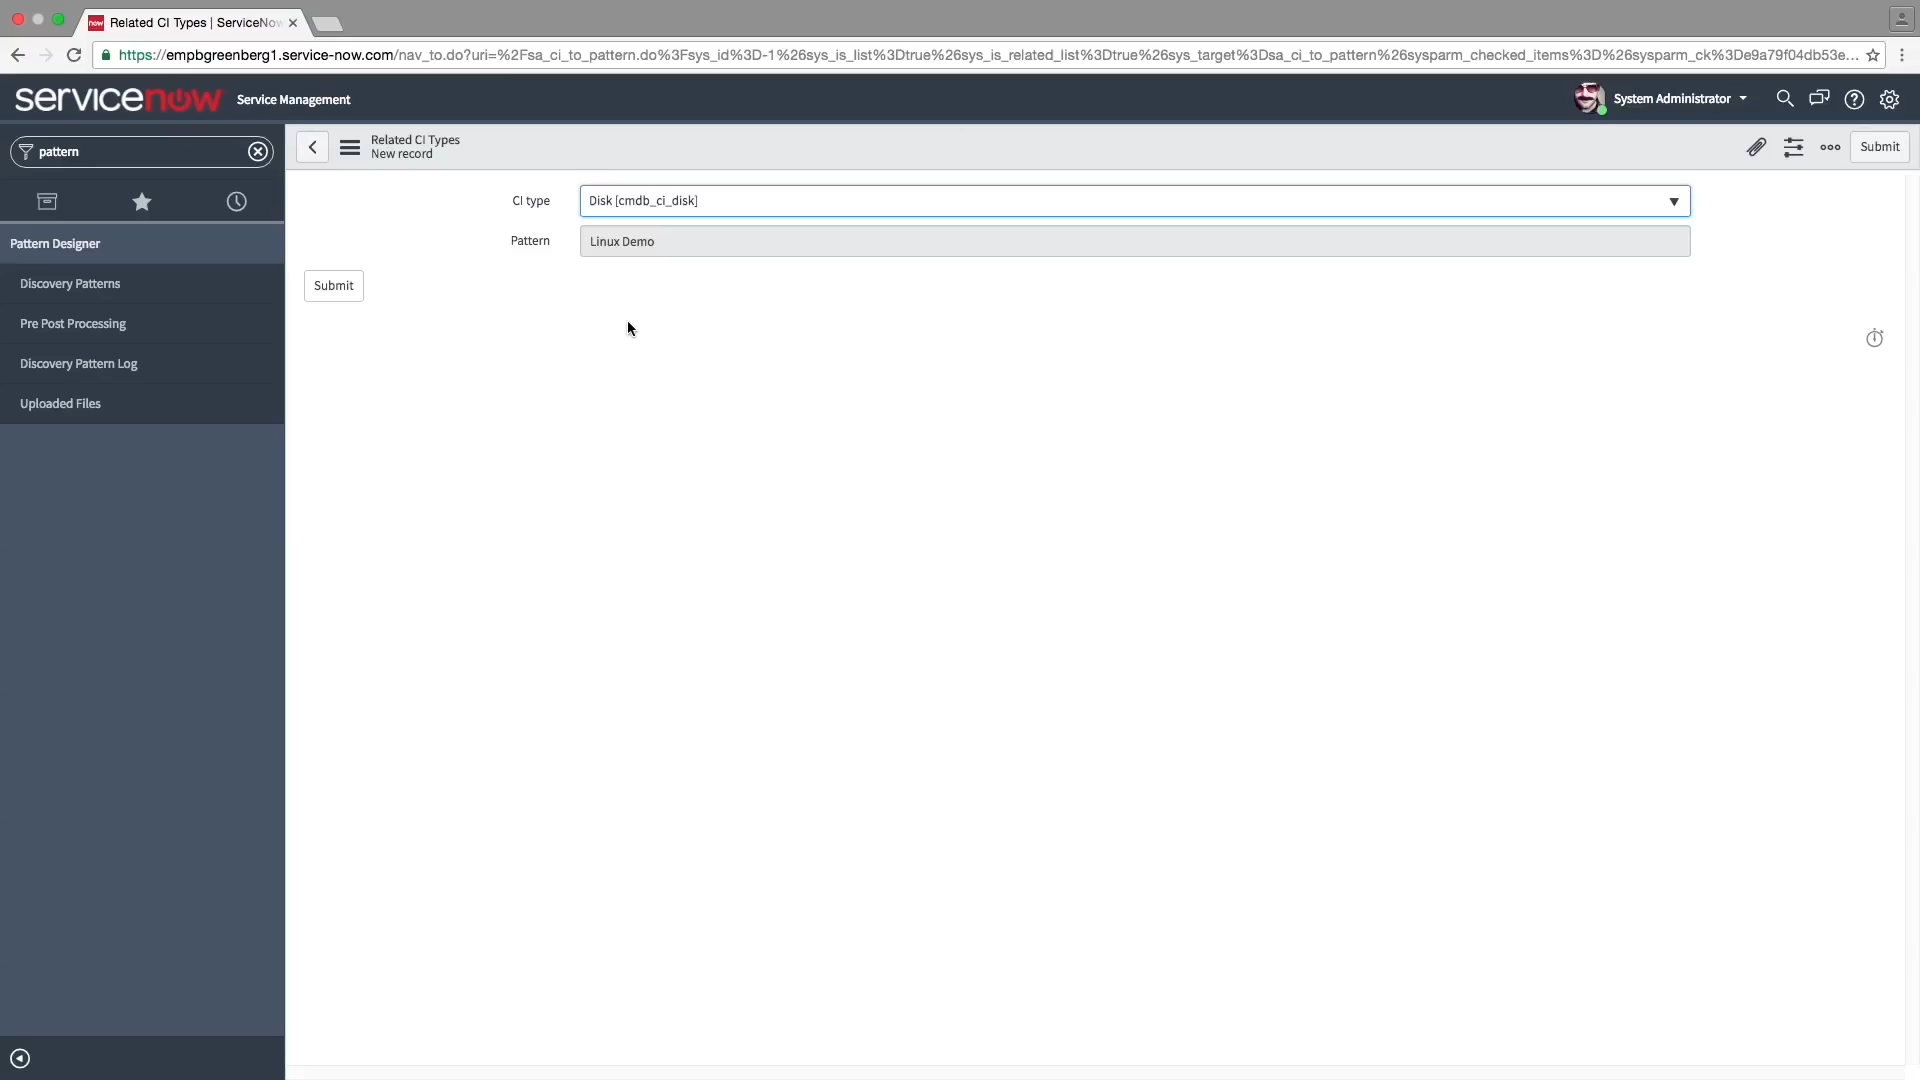 Related CI Types | ServiceNow
https://empbgreenberg1.service-now.com/nav_to.do?uri=%2Fsa_ci_to_pattern.do%3Fsys_id%3D-1%26sys_is_list%3Dtrue%26sys_is_related_list%3Dtrue%26sys_target%3Dsa_ci_to_pattern%26sysparm_checked_items%3D%26sysparm_ck%3De9a79f04db53e...
servicenow Service Management
System Administrator
pattern
Related CI Types
New record
Submit
CI type
Disk [cmdb_ci_disk]
Pattern
Linux Demo
Submit
Pattern Designer
Discovery Patterns
Pre Post Processing
Discovery Pattern Log
Uploaded Files